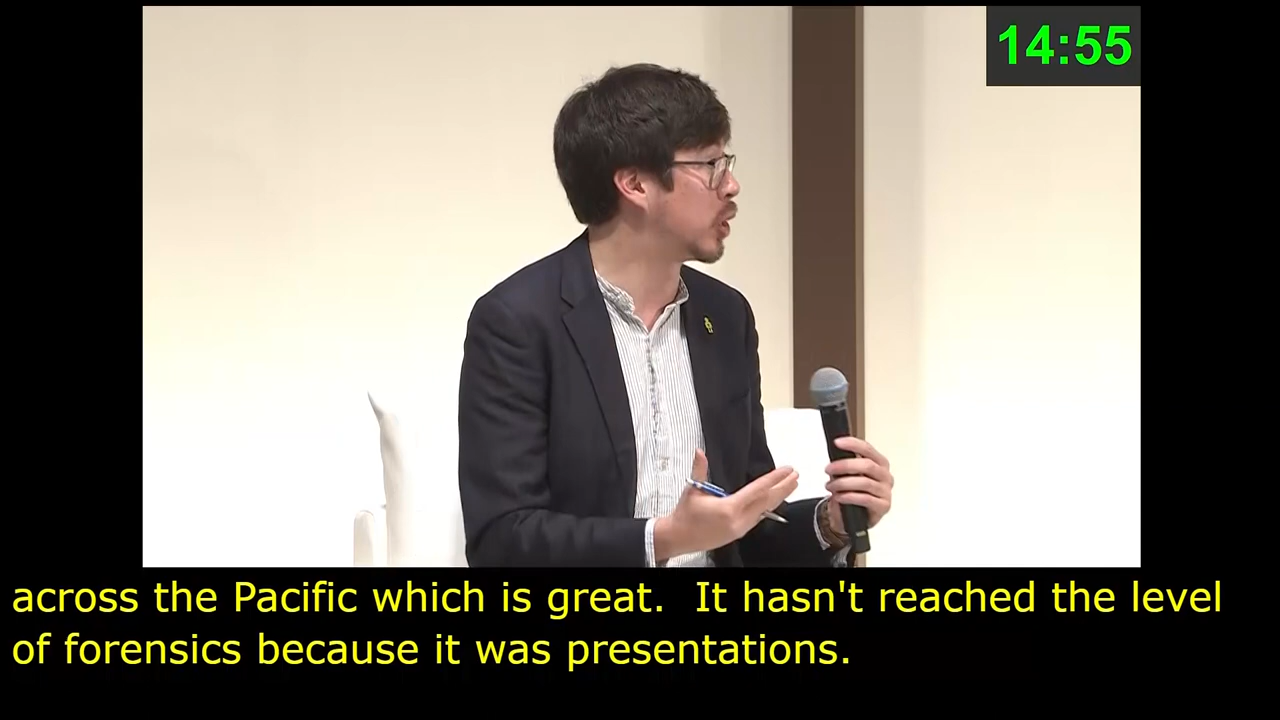 14:55
across the Pacific which is great.  It hasn't reached the level
of forensics because it was presentations.